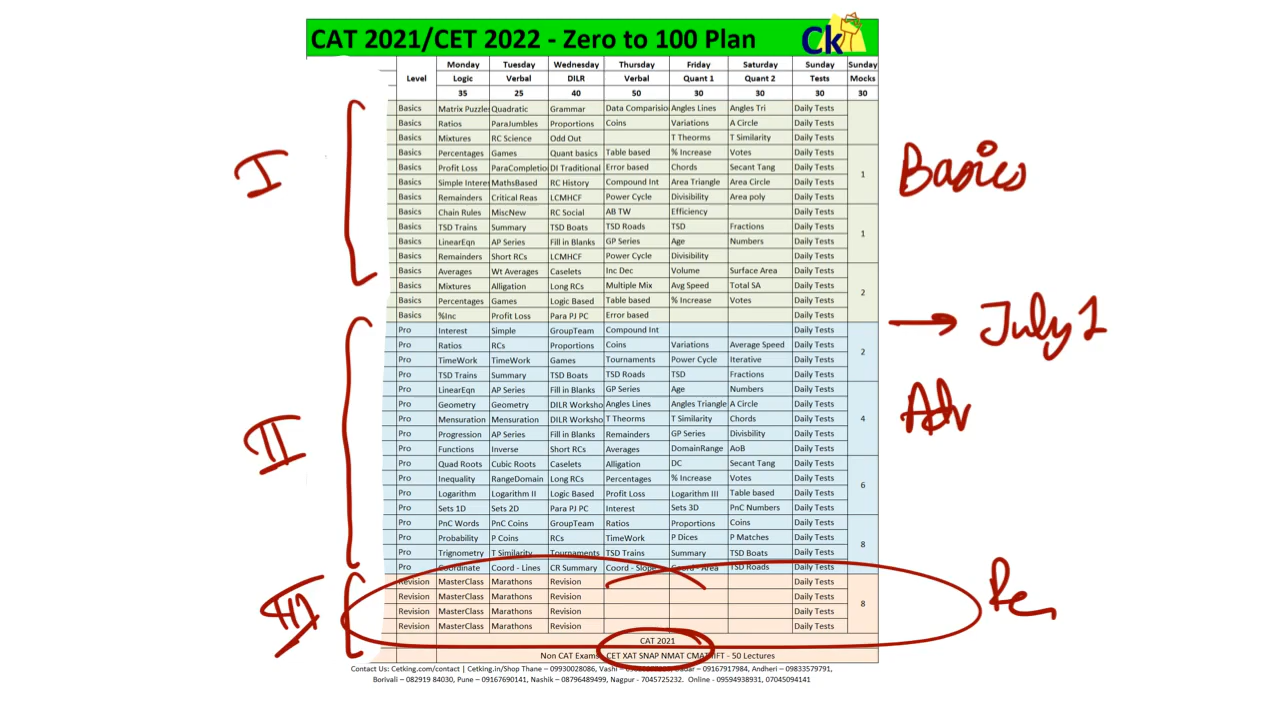 CAT 2021/CET 2022 - Zero to 100 Plan
Ck
Monday Tuesday Wednesday Thursday Friday Saturday Sunday Sunday
Level Logic Verbal DILR Verbal Quant 1 Quant 2 Tests Mocks
35 25 40 50 30 30 30 30
Basics Matrix Puzzles Quadratic Grammar Data Comparisio Angles Lines Angles Tri Daily Tests
Basics Ratios ParaJumbles Proportions Coins Variations A Circle Daily Tests
Basics Mixtures RC Science Odd Out T Theorms T Similarity Daily Tests
Basics Percentages Games Quant basics Table based % Increase Votes Daily Tests
Basics Profit Loss ParaCompletio DI Traditional Error based Chords Secant Tang Daily Tests
I Basics Simple Interes MathsBased RC History Compound Int Area Triangle Area Circle Daily Tests 1 Basics
Basics Remainders Critical Reas LCMHCF Power Cycle Divisibility Area poly Daily Tests
Basics Chain Rules MiscNew RC Social AB TW Efficiency Daily Tests
Basics TSD Trains Summary TSD Boats TSD Roads TSD Fractions Daily Tests 1
Basics LinearEqn AP Series Fill in Blanks GP Series Age Numbers Daily Tests
Basics Remainders Short RCs LCMHCF Power Cycle Divisibility Daily Tests
Basics Averages Wt Averages Caselets Inc Dec Volume Surface Area Daily Tests
Basics Mixtures Alligation Long RCs Multiple Mix Avg Speed Total SA Daily Tests 2
Basics Percentages Games Logic Based Table based % Increase Votes Daily Tests
Basics %Inc Profit Loss Para PJ PC Error based Daily Tests
Pro Interest Simple GroupTeam Compound Int Daily Tests July 1
Pro Ratios RCs Proportions Coins Variations Average Speed Daily Tests 2
Pro TimeWork TimeWork Games Tournaments Power Cycle Iterative Daily Tests
Pro TSD Trains Summary TSD Boats TSD Roads TSD Fractions Daily Tests
Pro LinearEqn AP Series Fill in Blanks GP Series Age Numbers Daily Tests
Pro Geometry Geometry DILR Worksho Angles Lines Angles Triangle A Circle Daily Tests
Pro Mensuration Mensuration DILR Worksho T Theorms T Similarity Chords Daily Tests 4 Adv
II Pro Progression AP Series Fill in Blanks Remainders GP Series Divisbility Daily Tests
Pro Functions Inverse Short RCs Averages DomainRange AoB Daily Tests
Pro Quad Roots Cubic Roots Caselets Alligation DC Secant Tang Daily Tests
Pro Inequality RangeDomain Long RCs Percentages % Increase Votes Daily Tests 6
Pro Logarithm Logarithm II Logic Based Profit Loss Logarithm III Table based Daily Tests
Pro Sets 1D Sets 2D Para PJ PC Interest Sets 3D PnC Numbers Daily Tests
Pro PnC Words PnC Coins GroupTeam Ratios Proportions Coins Daily Tests
Pro Probability P Coins RCs TimeWork P Dices P Matches Daily Tests 8
Pro Trignometry T Similarity Tournaments TSD Trains Summary TSD Boats Daily Tests
Pro Coordinate Coord - Lines CR Summary Coord - Slope Coord - Area TSD Roads Daily Tests
Revision MasterClass Marathons Revision Daily Tests
III Revision MasterClass Marathons Revision Daily Tests 8
Revision MasterClass Marathons Revision Daily Tests
Revision MasterClass Marathons Revision Daily Tests
CAT 2021
Non CAT Exams CET XAT SNAP NMAT CMAT IIFT - 50 Lectures
Contact Us: Cetking.com/contact | Cetking.in/Shop Thane – 09930028086, Vashi – Dadar – 09167917984, Andheri – 09833579791,
Borivali – 082919 84030, Pune – 09167690141, Nashik – 08796489499, Nagpur - 7045725232. Online - 09594938931, 07045094141